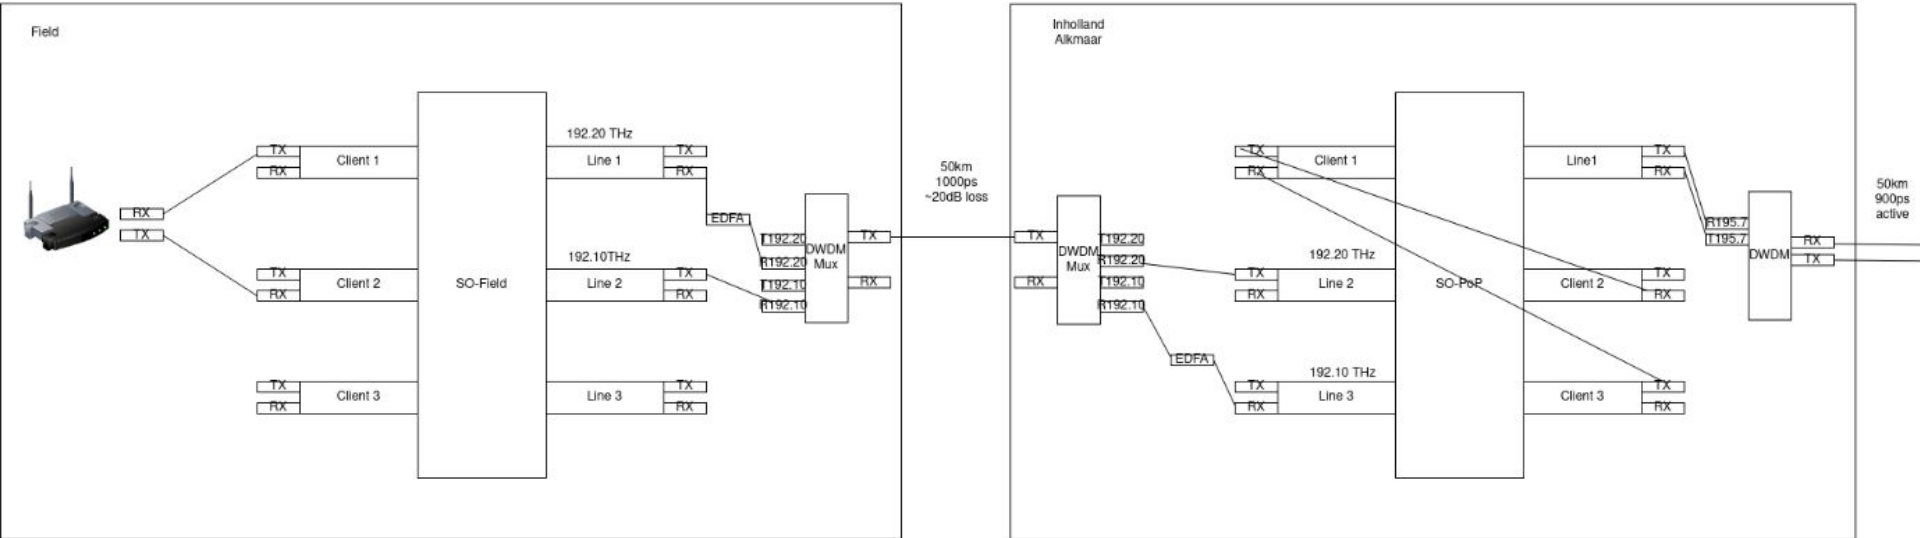 Field
RX
TX
TX
Client 1
RX
TX
Client 2
RX
TX
Client 3
RX
SO-Field
192.20 THz
Line 1
TX
RX
192.10THz
Line 2
TX
RX
Line 3
TX
RX
EDFA
T192.20
R192.20
T192.10
R192.10
DWDM
Mux
TX
RX
50km
1000ps
~20dB loss
Inholland
Alkmaar
TX
RX
DWDM
Mux
T192.20
R192.20
T192.10
R192.10
EDFA
TX
RX
Client 1
192.20 THz
TX
RX
Line 2
192.10 THz
TX
RX
Line 3
SO-PoP
Line1
TX
RX
Client 2
TX
RX
Client 3
TX
RX
R195.7
T195.7
DWDM
RX
TX
50km
900ps
active